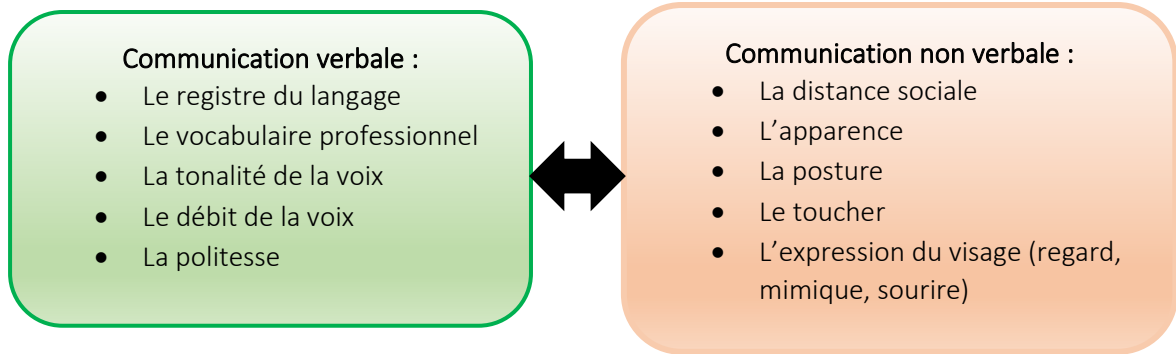 Communication verbale :
• Le registre du langage
• Le vocabulaire professionnel
• La tonalité de la voix
• Le débit de la voix
• La politesse
Communication non verbale :
• La distance sociale
• L’apparence
• La posture
• Le toucher
• L’expression du visage (regard,
mimique, sourire)